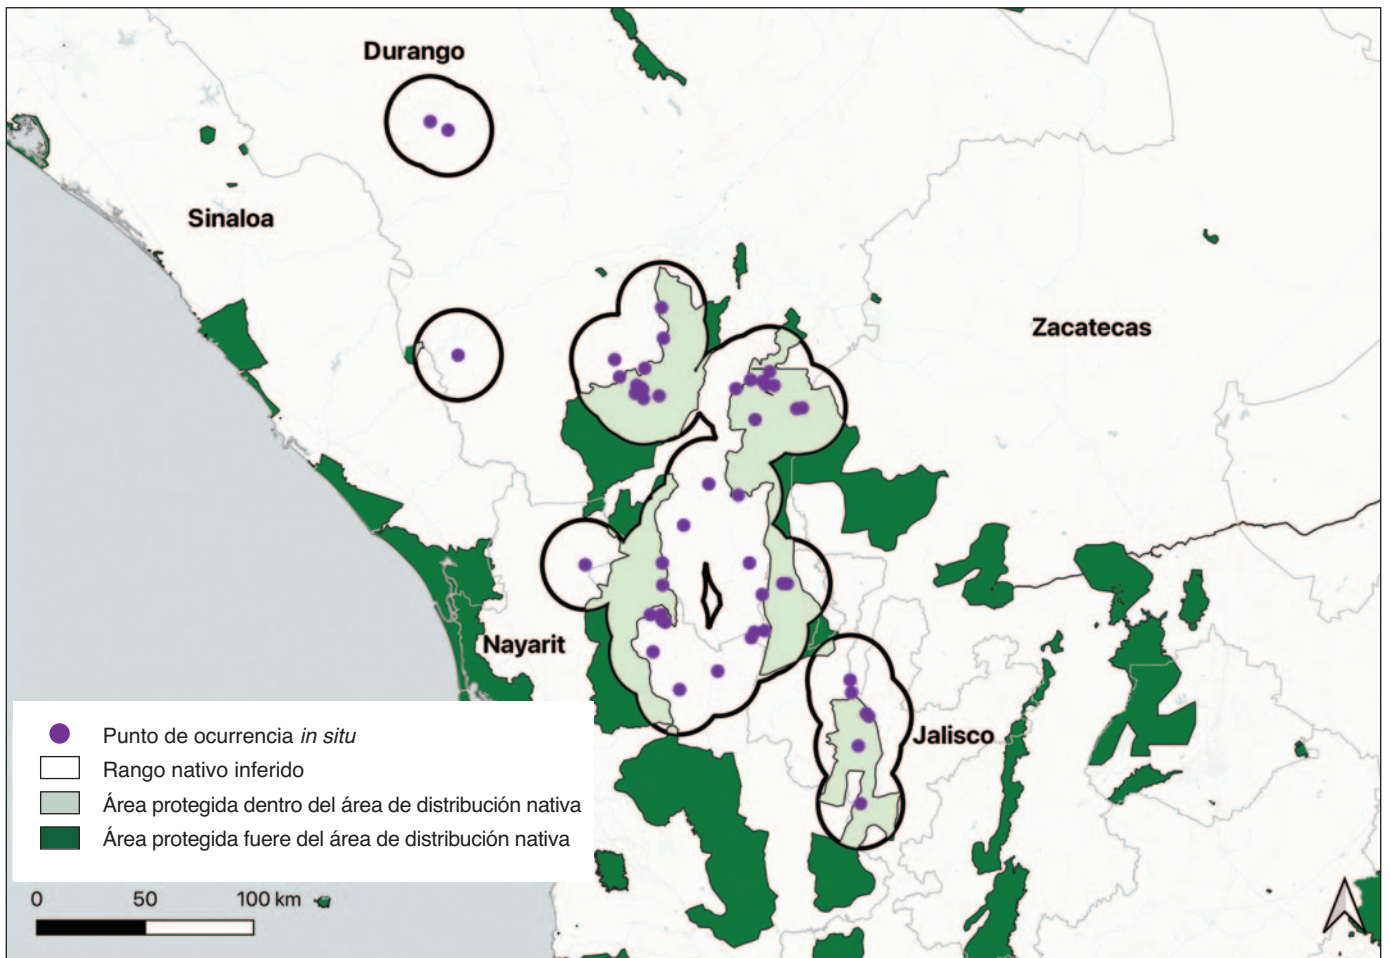 Durango
Sinaloa
Zacatecas
Nayarit
Jalisco
Punto de ocurrencia in situ
Rango nativo inferido
Área protegida dentro del área de distribución nativa
Área protegida fuere del área de distribución nativa
0 50 100 km